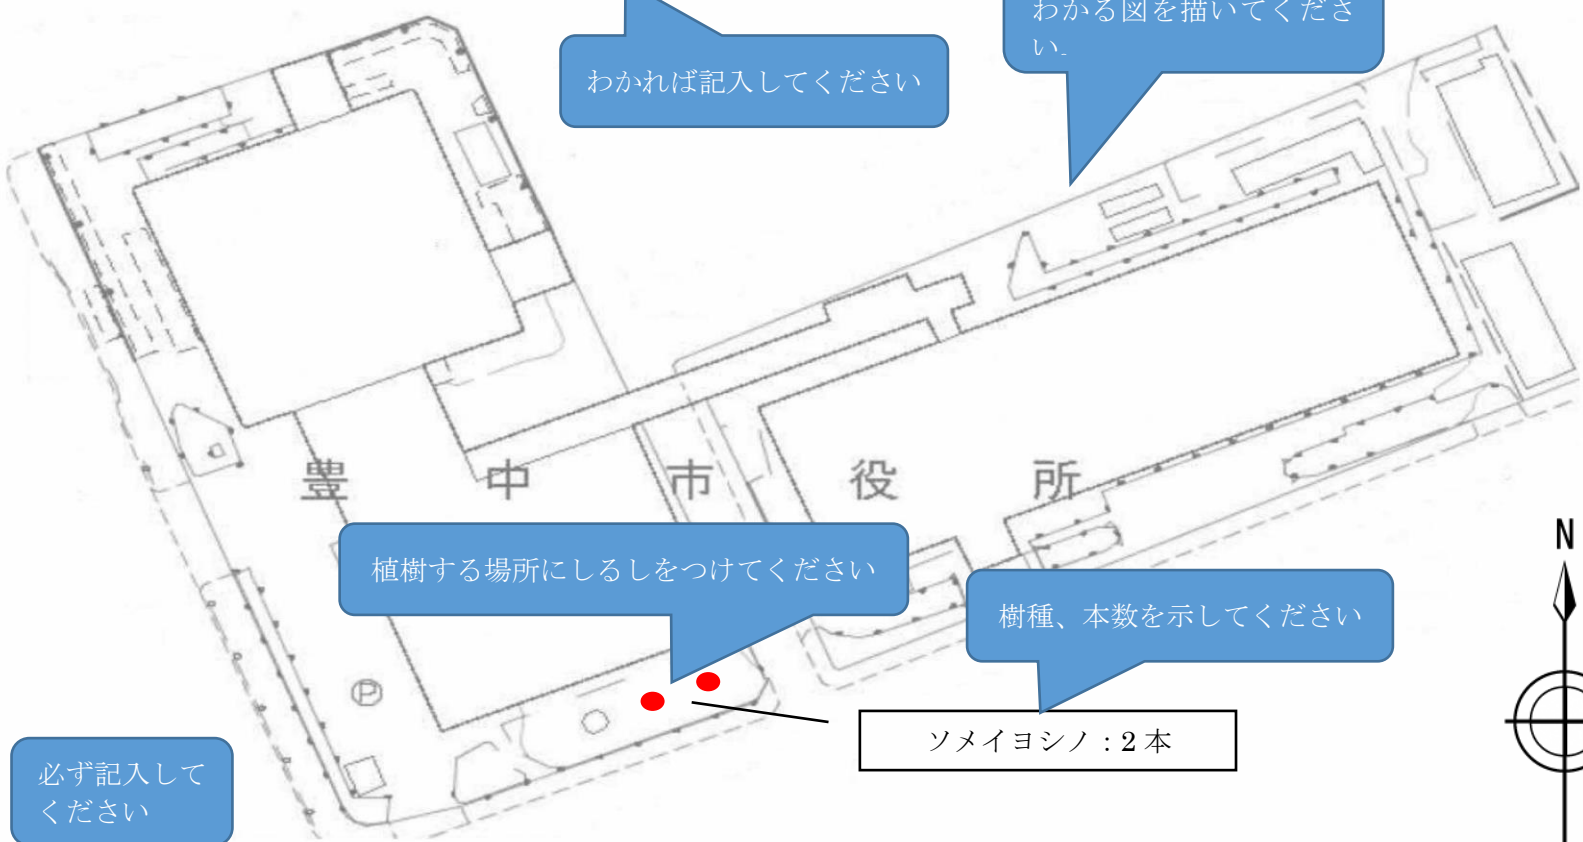 わかる図を描いてくださ
い。
わかれば記入してください
豊中市役所
植樹する場所にしるしをつけてください
N
樹種、本数を示してください
P
ソメイヨシノ：2本
必ず記入して
ください